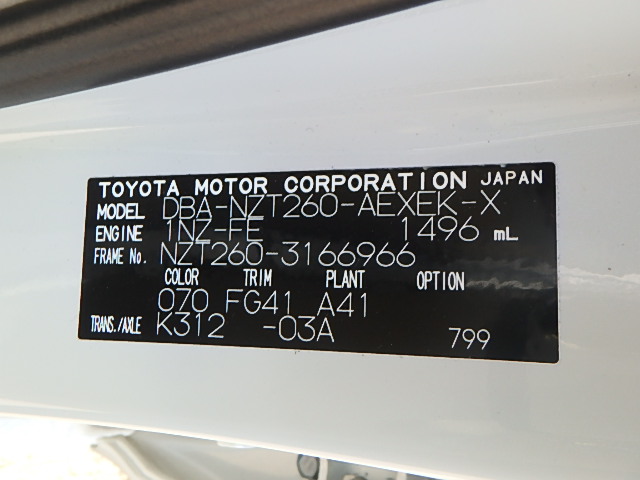 TOYOTA MOTOR CORPORATION JAPAN
MODEL DBA-NZT260-AEXEK-X
ENGINE 1NZ-FE 1496 mL
FRAME No. NZT260-3166966
COLOR TRIM PLANT OPTION
070 FG41 A41
TRANS./AXLE K312 -03A 799